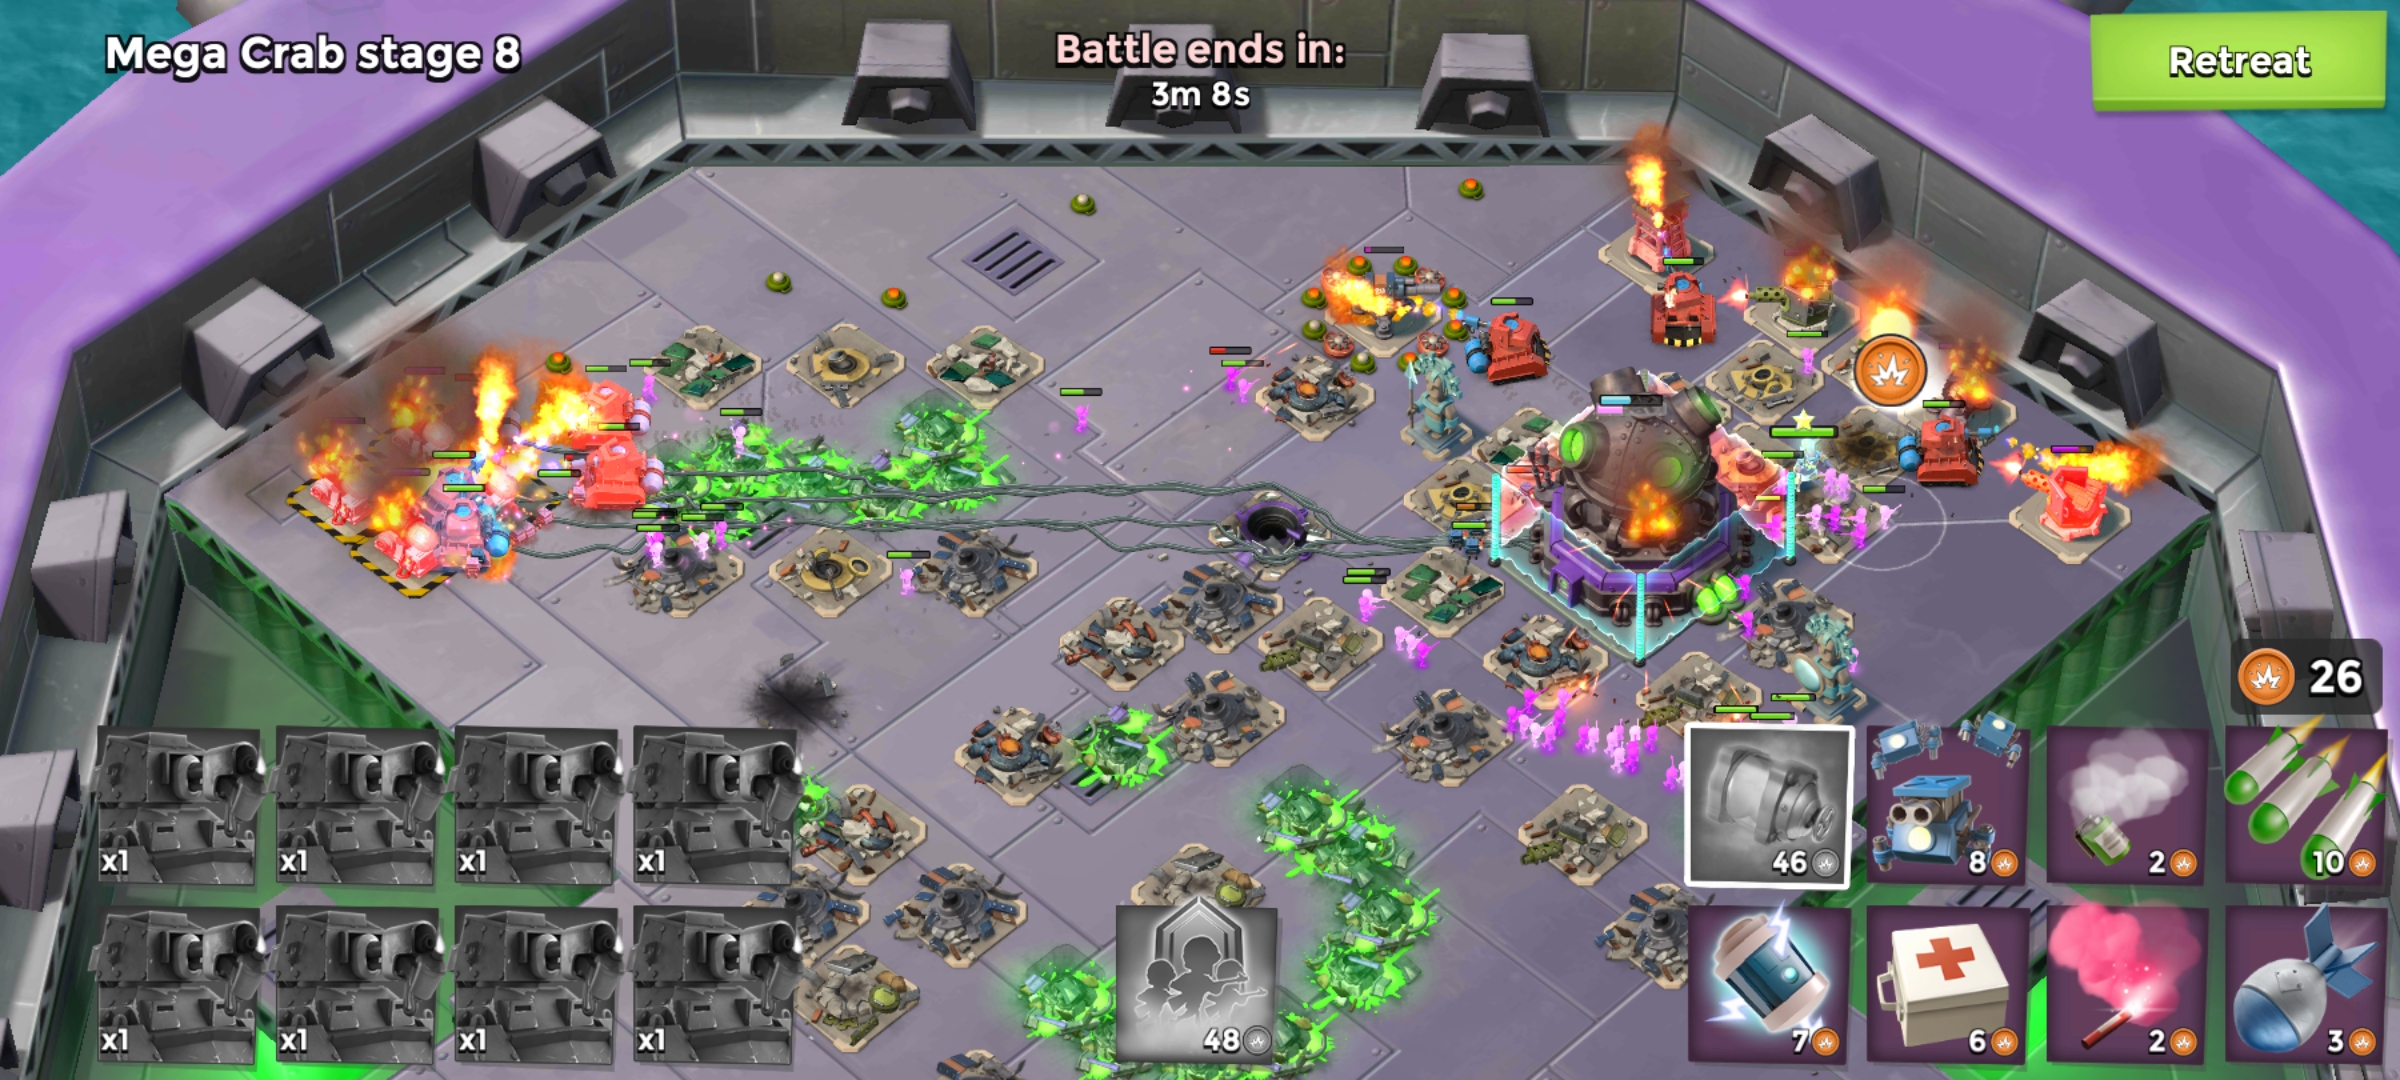 Mega Crab stage 8
Battle ends in:
3m 8s
Retreat
26
x1 x1 x1 x1
46 8 2 10
x1 x1 x1 x1
48
7 6 2 3